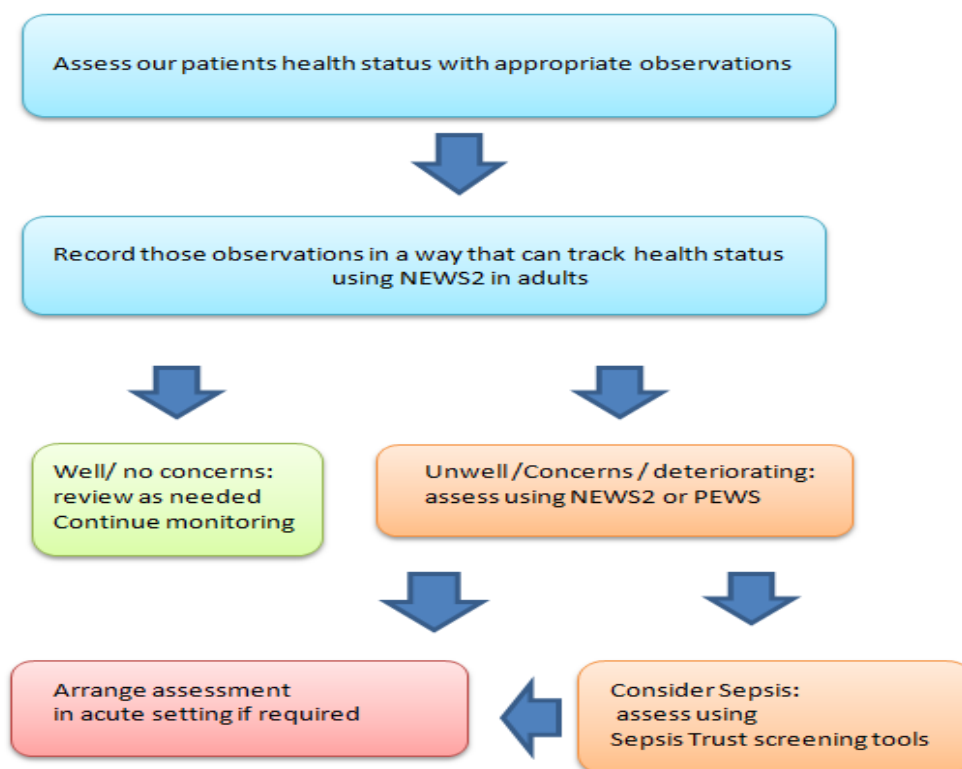 Assess our patients health status with appropriate observations
Record those observations in a way that can track health status
using NEWS2 in adults
Well/ no concerns:
review as needed
Continue monitoring
Unwell /Concerns / deteriorating:
assess using NEWS2 or PEWS
Arrange assessment
in acute setting if required
Consider Sepsis:
assess using
Sepsis Trust screening tools